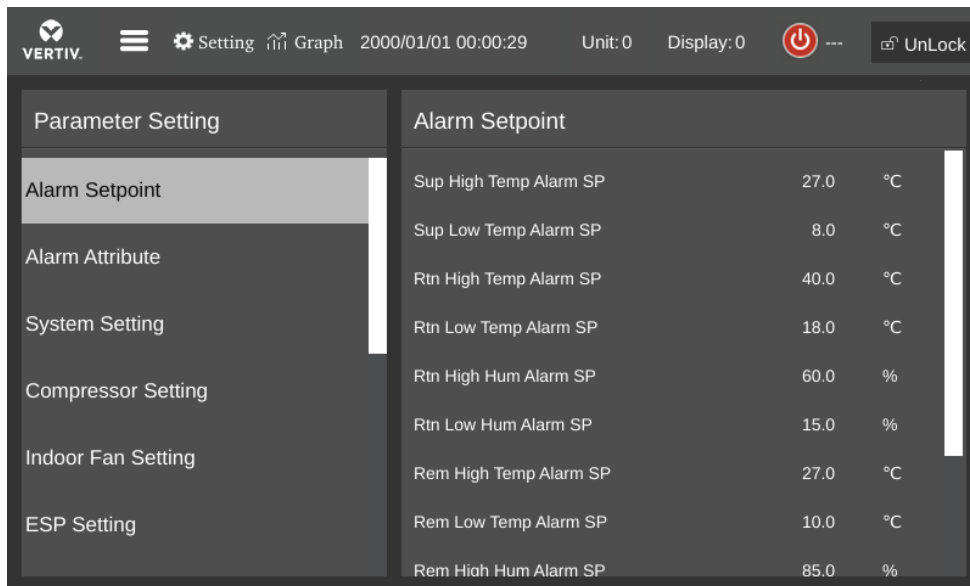 VERTIV. Setting Graph 2000/01/01 00:00:29 Unit: 0 Display: 0 --- UnLock
Parameter Setting
Alarm Setpoint
Alarm Attribute
System Setting
Compressor Setting
Indoor Fan Setting
ESP Setting
Alarm Setpoint
Sup High Temp Alarm SP 27.0 °C
Sup Low Temp Alarm SP 8.0 °C
Rtn High Temp Alarm SP 40.0 °C
Rtn Low Temp Alarm SP 18.0 °C
Rtn High Hum Alarm SP 60.0 %
Rtn Low Hum Alarm SP 15.0 %
Rem High Temp Alarm SP 27.0 °C
Rem Low Temp Alarm SP 10.0 °C
Rem High Hum Alarm SP 85.0 %